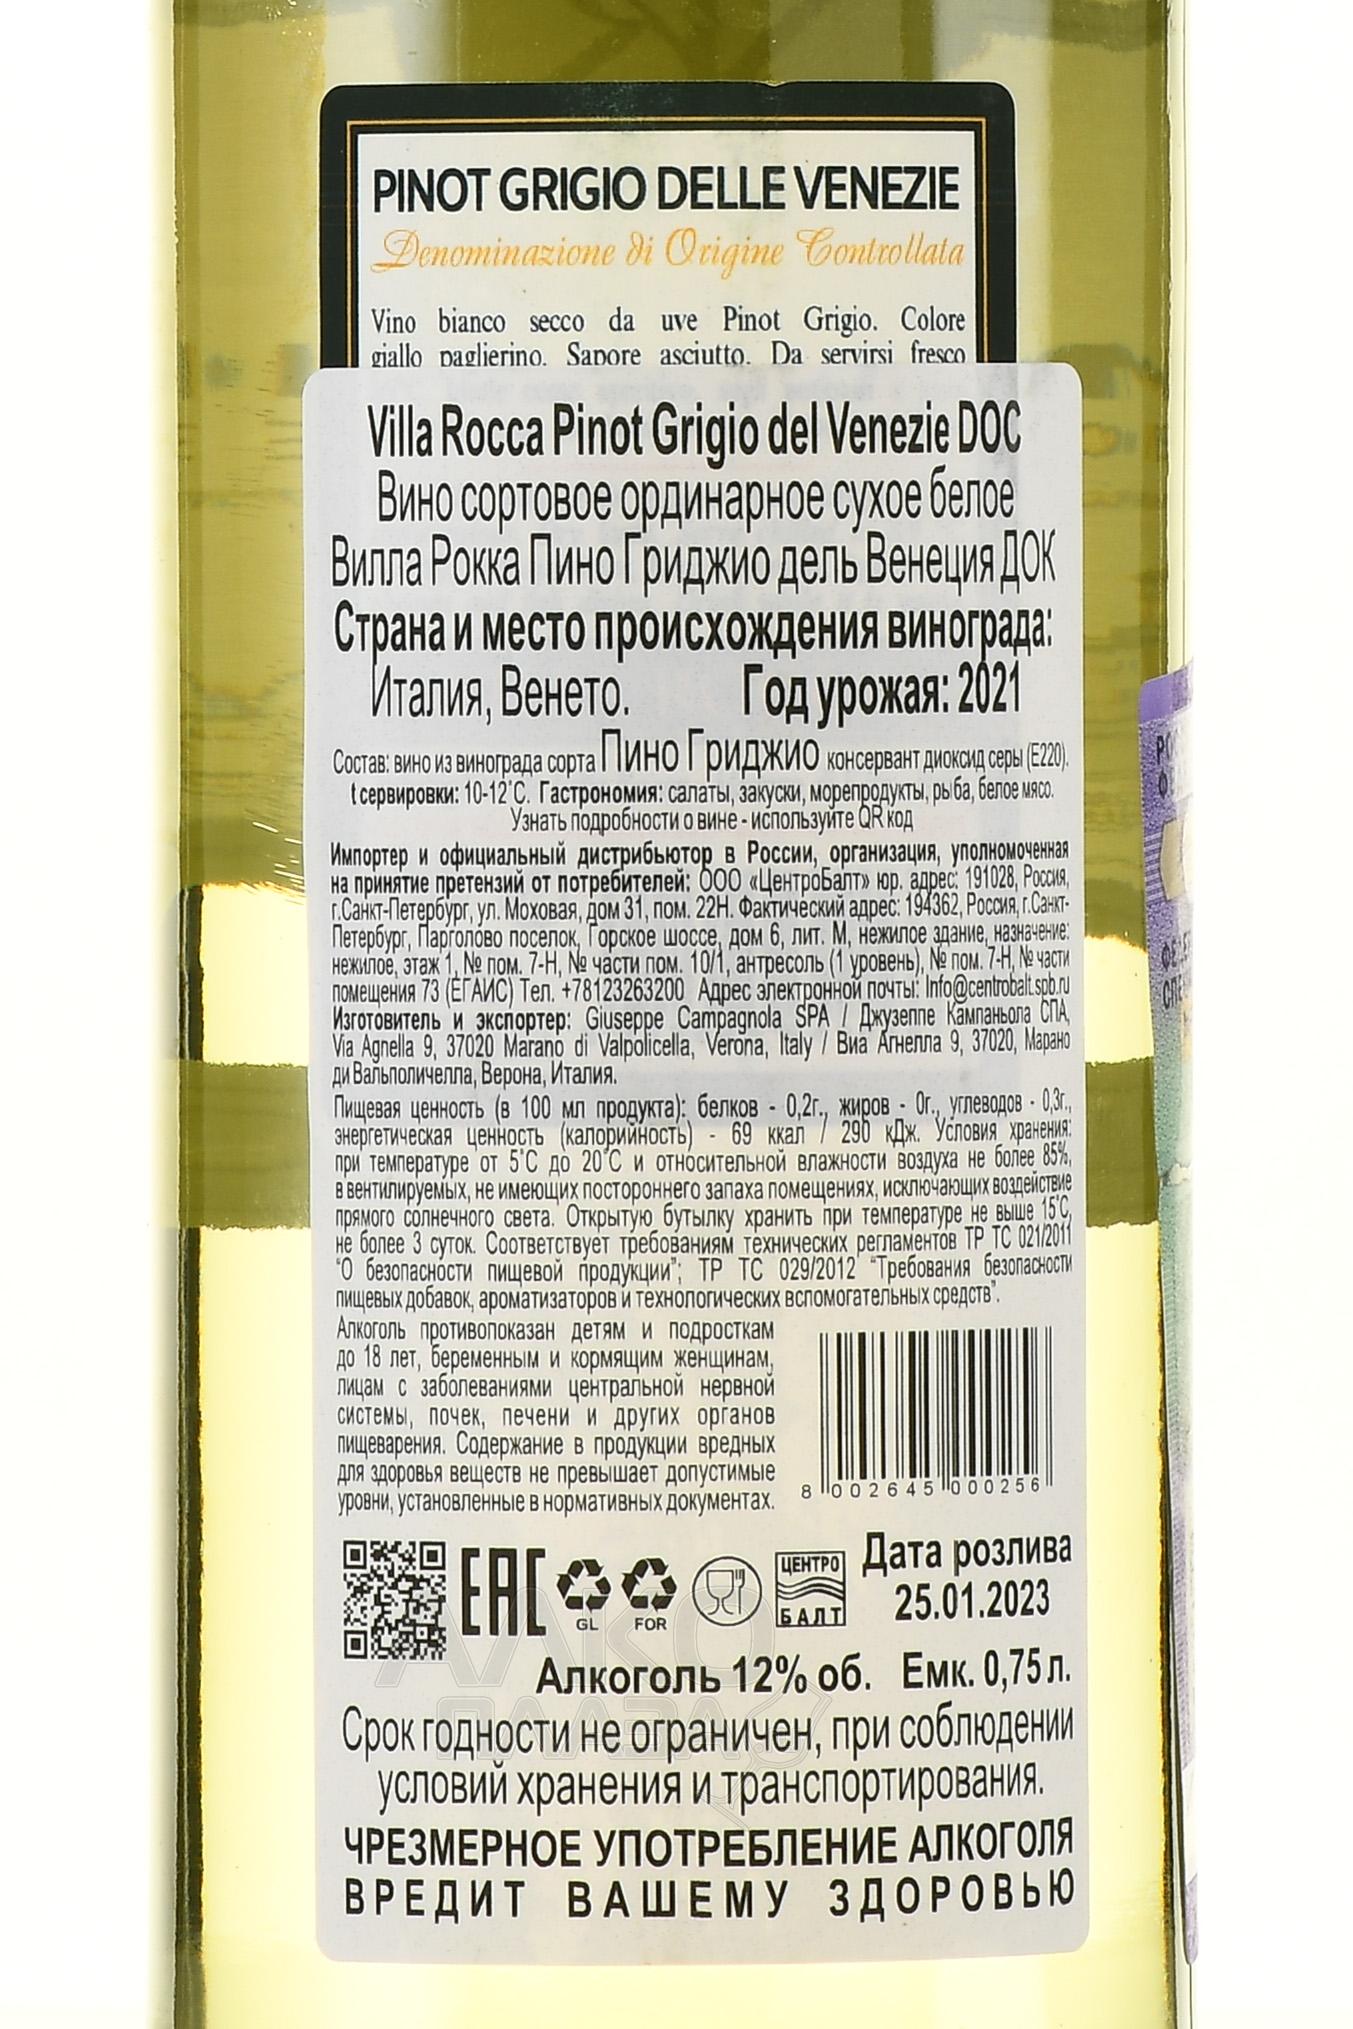 PINOT GRIGIO DELLE VENEZIE
Denominazione di Origine Controllata
Vino bianco secco da uve Pinot Grigio. Colore
giallo paglierino. Sapore asciutto. Da servirsi fresco
Villa Rocca Pinot Grigio del Venezie DOC
Вино сортовое ординарное сухое белое
Вилла Рокка Пино Гриджио дель Венеция ДОК
Страна и место происхождения винограда:
Италия, Венето. Год урожая: 2021
Состав: вино из винограда сорта Пино Гриджио консервант диоксид серы (Е220).
t сервировки: 10-12°С. Гастрономия: салаты, закуски, морепродукты, рыба, белое мясо.
Узнать подробности о вине - используйте QR код
Импортер и официальный дистрибьютор в России, организация, уполномоченная
на принятие претензий от потребителей: ООО «ЦентроБалт» юр. адрес: 191028, Россия,
г.Санкт-Петербург, ул. Моховая, дом 31, пом. 22Н. Фактический адрес: 194362, Россия, г.Санкт-
Петербург, Парголово поселок, Горское шоссе, дом 6, лит. М, нежилое здание, назначение:
нежилое, этаж 1, № пом. 7-Н, № части пом. 10/1, антресоль (1 уровень), № пом. 7-Н, № части
помещения 73 (ЕГАИС) Тел. +78123263200 Адрес электронной почты: Info@centrobalt.spb.ru
Изготовитель и экспортер: Giuseppe Campagnola SPA / Джузеппе Кампаньола СПА,
Via Agnella 9, 37020 Marano di Valpolicella, Verona, Italy / Виа Агнелла 9, 37020, Марано
ди Вальполичелла, Верона, Италия.
Пищевая ценность (в 100 мл продукта): белков - 0,2г., жиров - 0г., углеводов - 0,3г.,
энергетическая ценность (калорийность) - 69 ккал / 290 кДж. Условия хранения:
при температуре от 5°С до 20°С и относительной влажности воздуха не более 85%,
в вентилируемых, не имеющих постороннего запаха помещениях, исключающих воздействие
прямого солнечного света. Открытую бутылку хранить при температуре не выше 15°С,
не более 3 суток. Соответствует требованиям технических регламентов ТР ТС 021/2011
"О безопасности пищевой продукции"; ТР ТС 029/2012 "Требования безопасности
пищевых добавок, ароматизаторов и технологических вспомогательных средств".
Алкоголь противопоказан детям и подросткам
до 18 лет, беременным и кормящим женщинам,
лицам с заболеваниями центральной нервной
системы, почек, печени и других органов
пищеварения. Содержание в продукции вредных
для здоровья веществ не превышает допустимые
уровни, установленные в нормативных документах.
8 002645 000256
ЕАС
GL
FOR
ЦЕНТРО
БАЛТ
Дата розлива
25.01.2023
Алкоголь 12% об. Емк. 0,75 л.
АЛКО
ПЛАЗА
Срок годности не ограничен, при соблюдении
условий хранения и транспортирования.
ЧРЕЗМЕРНОЕ УПОТРЕБЛЕНИЕ АЛКОГОЛЯ
ВРЕДИТ ВАШЕМУ ЗДОРОВЬЮ